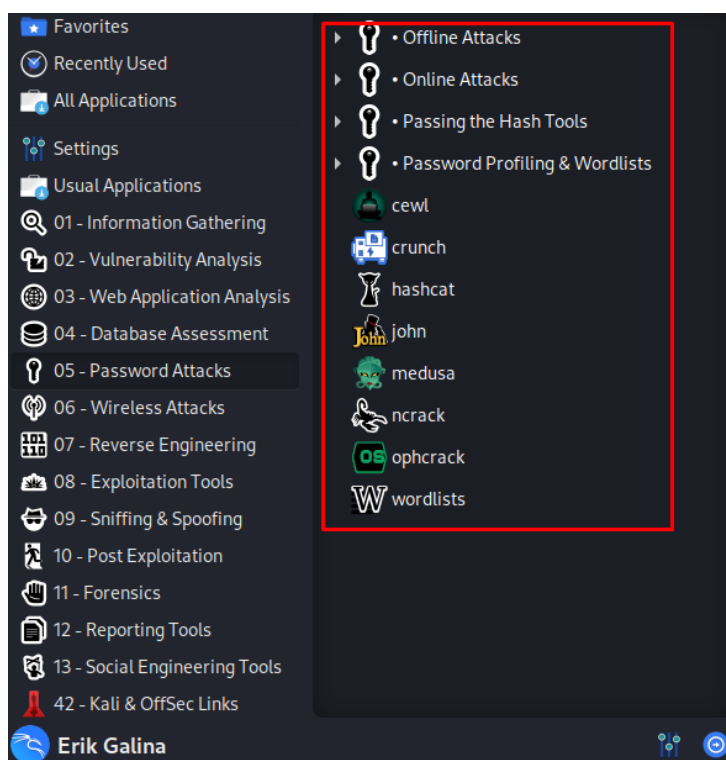 Favorites
Recently Used
All Applications
Settings
Usual Applications
01 - Information Gathering
02 - Vulnerability Analysis
03 - Web Application Analysis
04 - Database Assessment
05 - Password Attacks
06 - Wireless Attacks
07 - Reverse Engineering
08 - Exploitation Tools
09 - Sniffing & Spoofing
10 - Post Exploitation
11 - Forensics
12 - Reporting Tools
13 - Social Engineering Tools
42 - Kali & OffSec Links
• Offline Attacks
• Online Attacks
• Passing the Hash Tools
• Password Profiling & Wordlists
cewl
crunch
hashcat
John
john
medusa
ncrack
OS
ophcrack
W
wordlists
Erik Galina